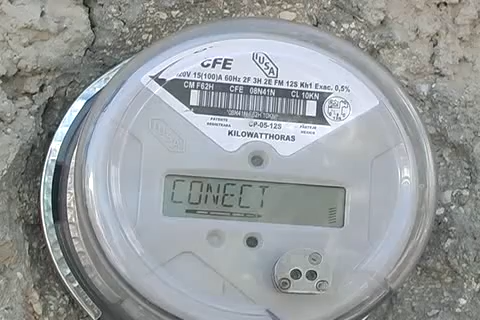 CFE IUSA
120V 15(100)A 60Hz 2F 3H 2E FM 12S Kh1 Exac. 0,5%
CM F62H CFE 08N41N CL 10KN
CP-05-12S
KILOWATTHORAS
IUSA
CONECT